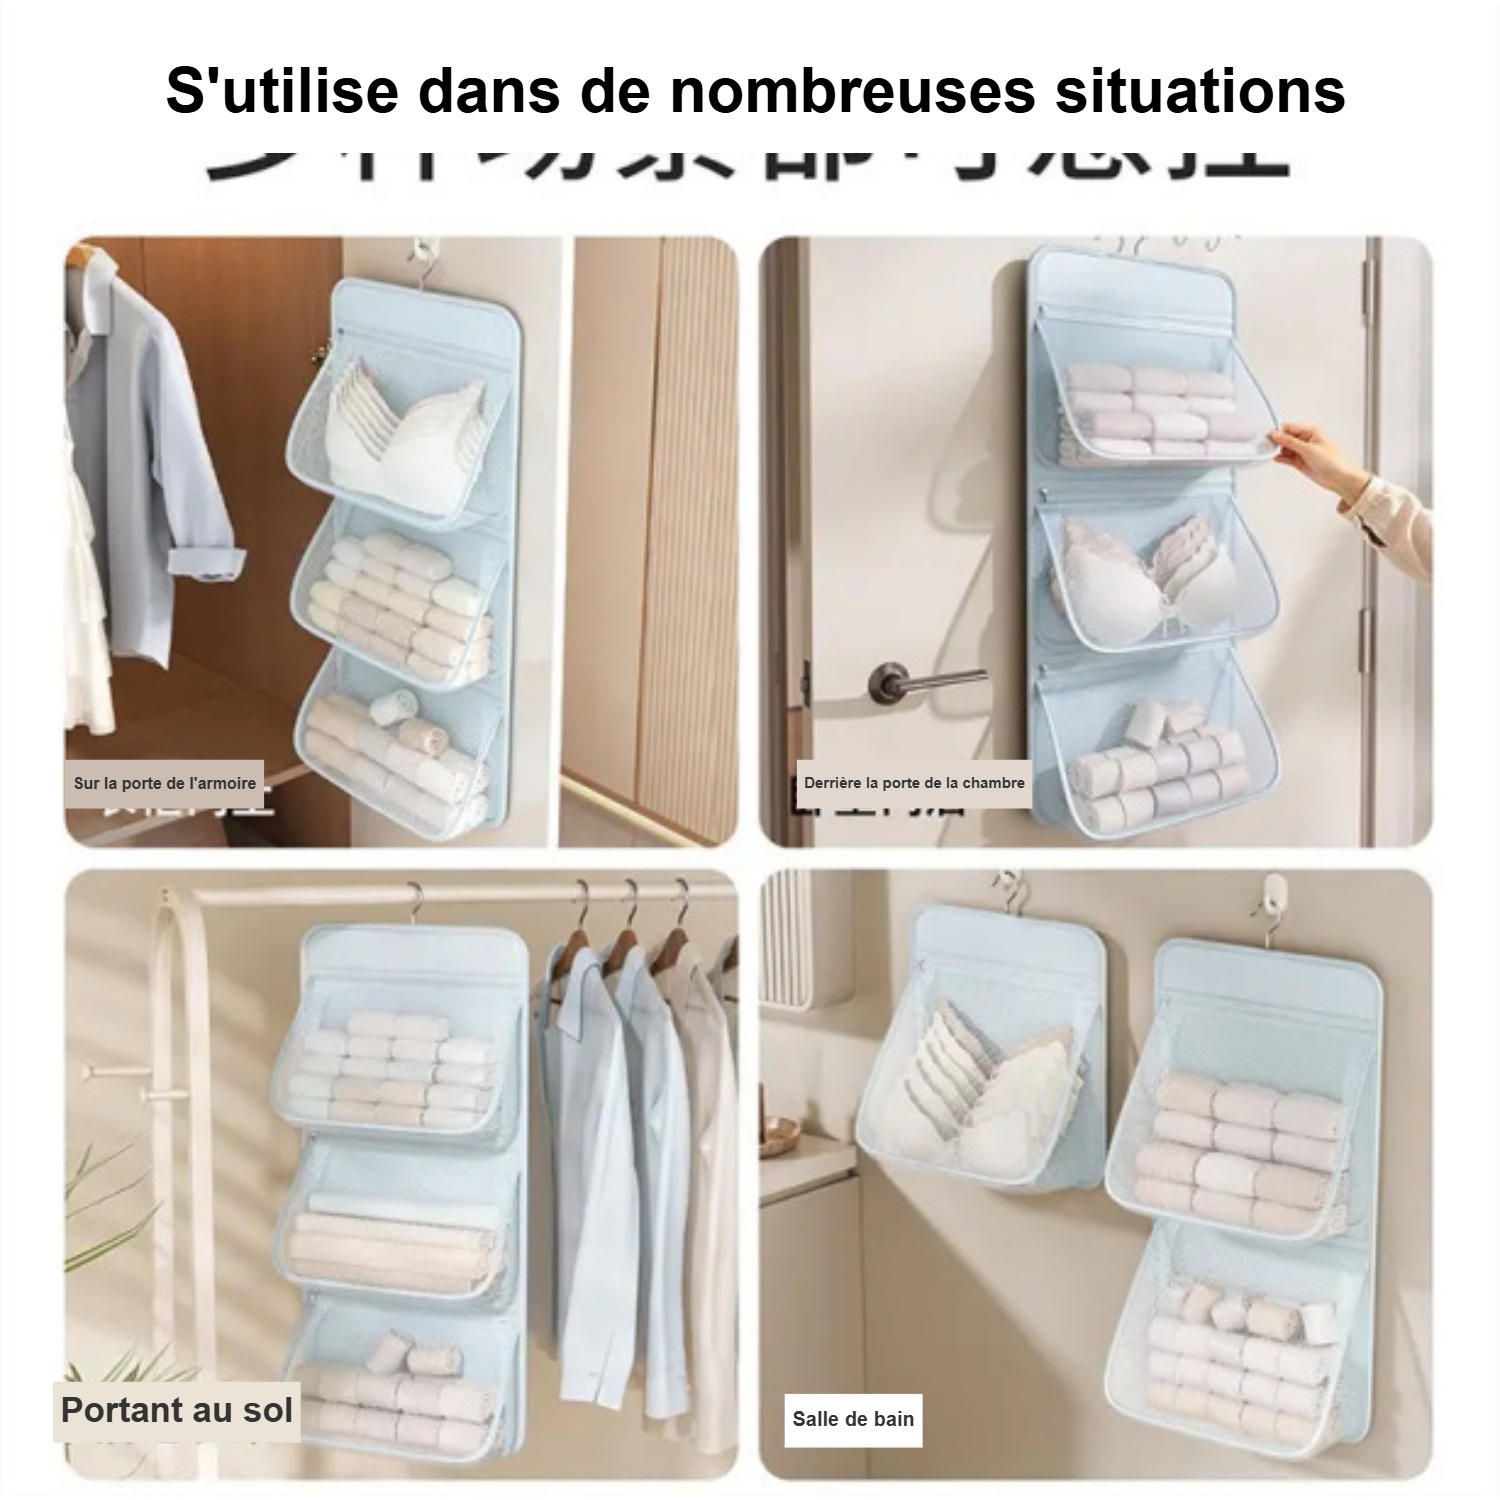 S'utilise dans de nombreuses situations
Sur la porte de l'armoire
Derrière la porte de la chambre
Portant au sol
Salle de bain